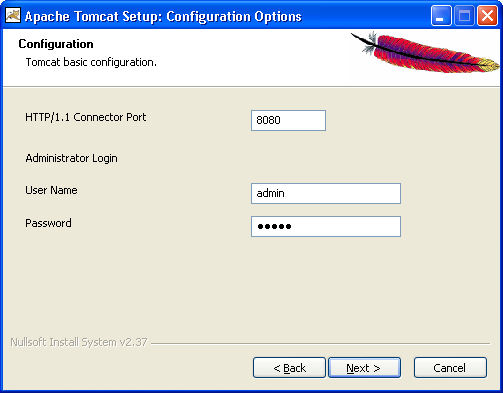 Apache Tomcat Setup: Configuration Options
Configuration
Tomcat basic configuration.
HTTP/1.1 Connector Port
8080
Administrator Login
User Name
admin
Password
●●●●●
Nullsoft Install System v2.37
< Back
Next >
Cancel